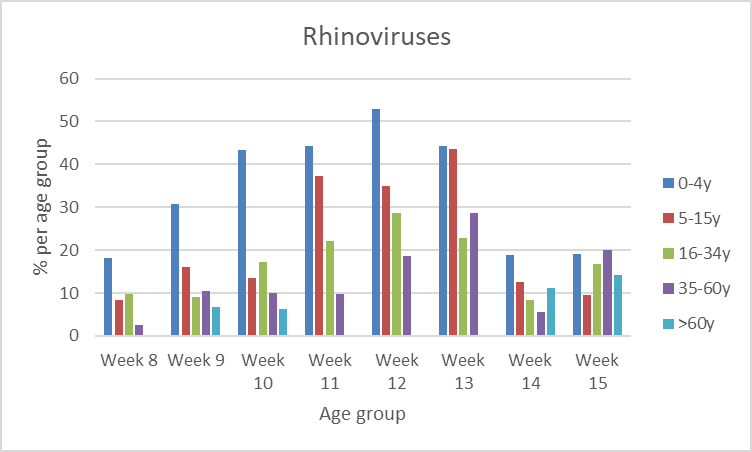 Rhinoviruses
60
50
40
30
20
10
0
% per age group
Week 8
Week 9
Week
10
Week
11
Week
12
Week
13
Week
14
Week
15
Age group
0-4y
5-15y
16-34y
35-60y
>60y